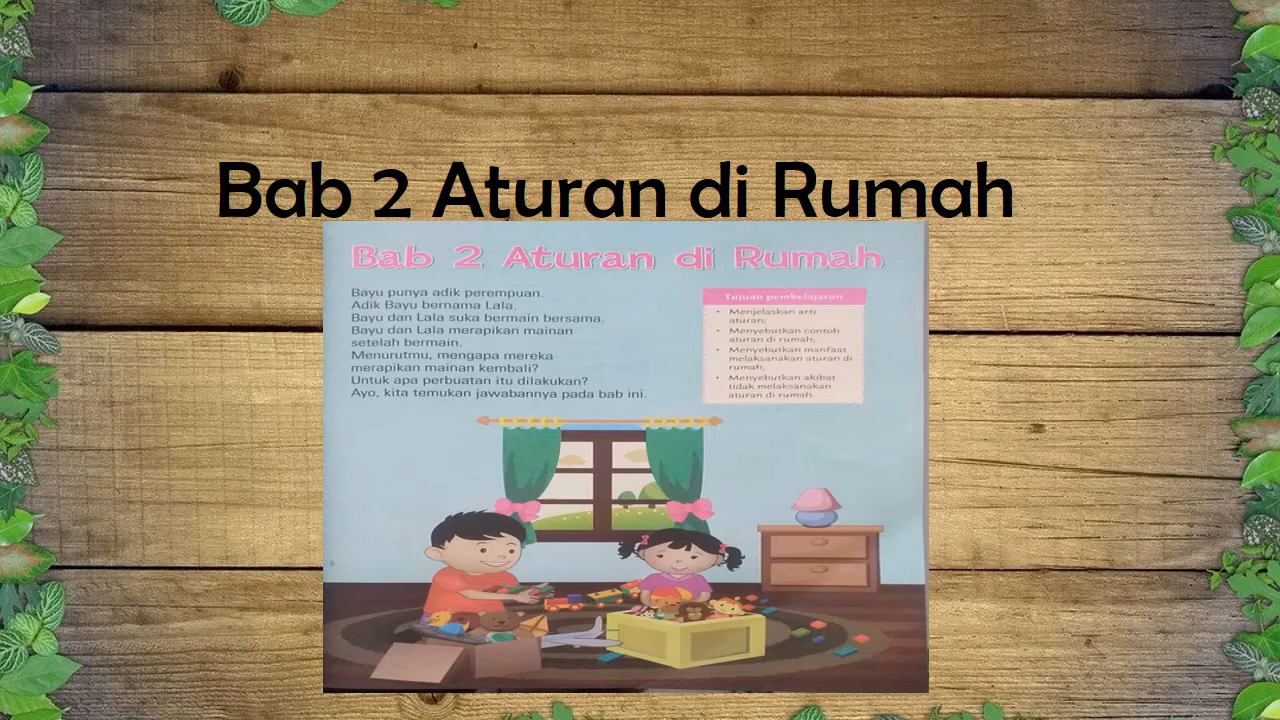 Bab 2 Aturan di Rumah
Bab 2 Aturan di Rumah
Bayu punya adik perempuan.
Adik Bayu bernama Lala.
Bayu dan Lala suka bermain bersama.
Bayu dan Lala merapikan mainan
setelah bermain.
Menurutmu, mengapa mereka
merapikan mainan kembali?
Untuk apa perbuatan itu dilakukan?
Ayo, kita temukan jawabannya pada bab ini.
Tujuan pembelajaran
• Menjelaskan arti
aturan;
• Menyebutkan contoh
aturan di rumah;
• Menyebutkan manfaat
melaksanakan aturan di
rumah;
• Menyebutkan akibat
tidak melaksanakan
aturan di rumah.